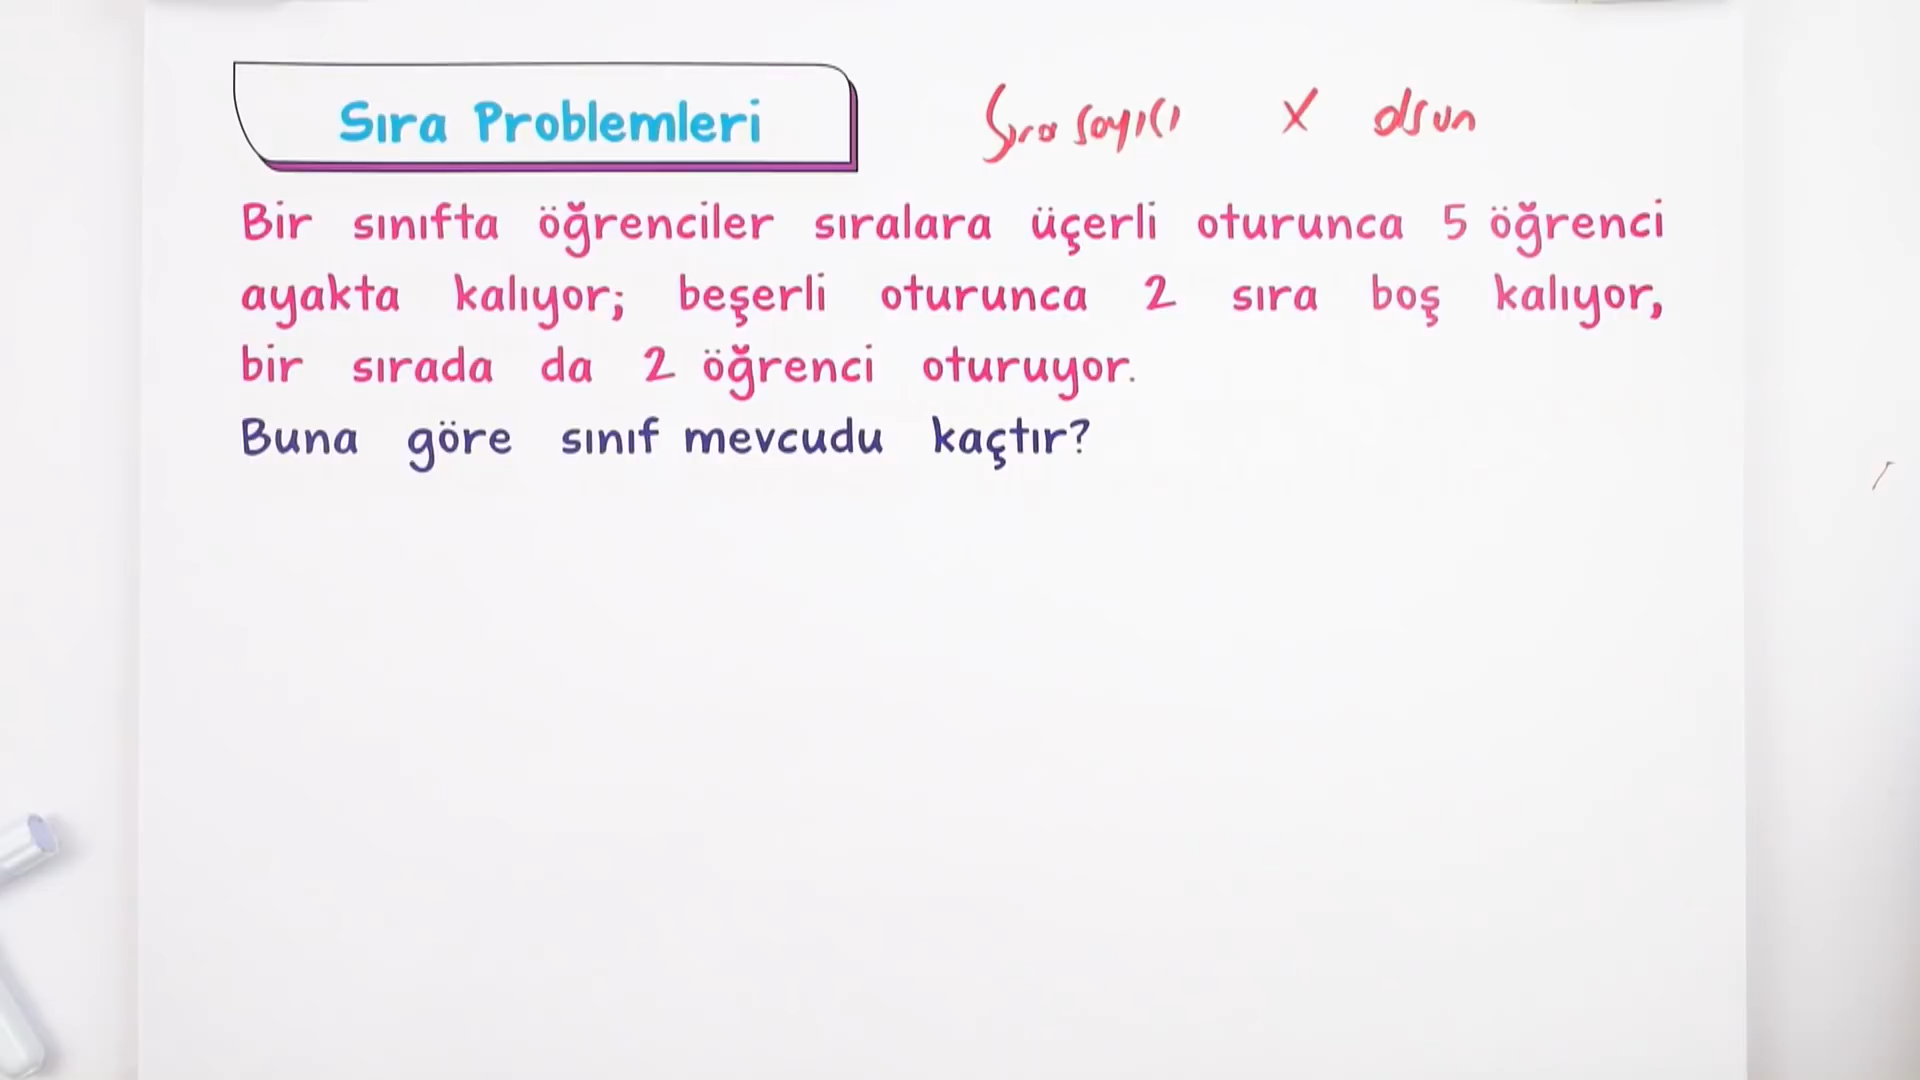 Sıra Problemleri
Sıra sayısı x olsun
Bir sınıfta öğrenciler sıralara üçerli oturunca 5 öğrenci
ayakta kalıyor; beşerli oturunca 2 sıra boş kalıyor,
bir sırada da 2 öğrenci oturuyor.
Buna göre sınıf mevcudu kaçtır?